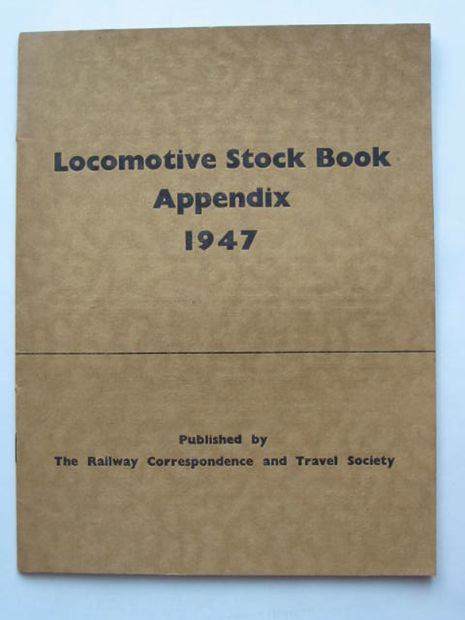 Locomotive Stock Book
Appendix
1947
Published by
The Railway Correspondence and Travel Society